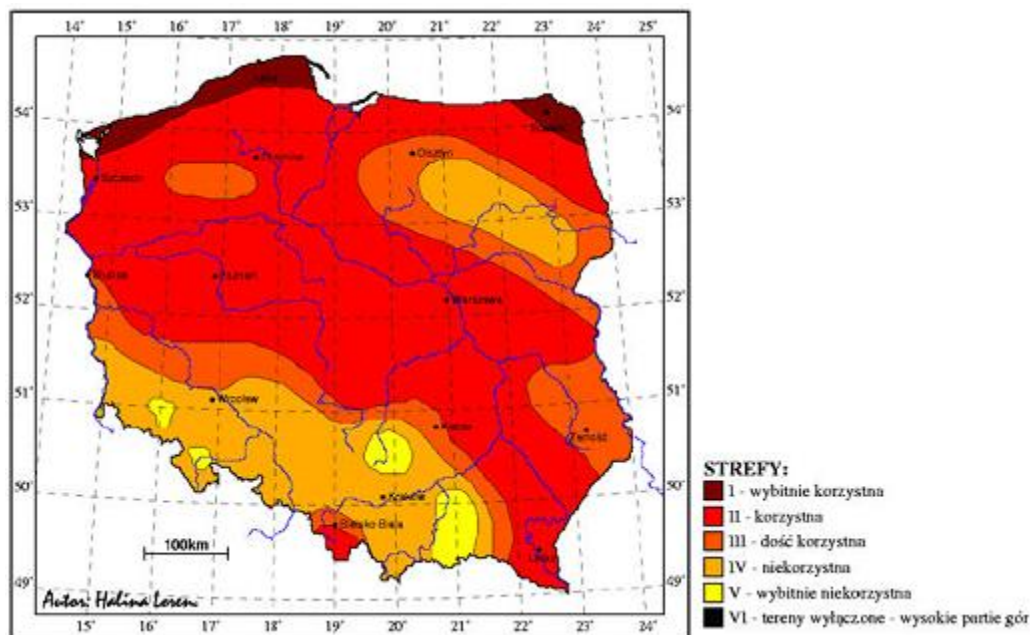 14° 15° 16° 17° 18° 19° 20° 21° 22° 23° 24°
54° 54°
Olsztyn
Szczecin
53° 53°
Poznań
52° 52°
Warszawa
51° 51°
Wrocław
Kielce
Zamość
50° 50°
Kraków
Bielsko Biała
100km
49° 49°
Autor: Halina Lorenc
15° 16° 17° 18° 19° 20° 21° 22° 23° 24°
STREFY:
I - wybitnie korzystna
II - korzystna
III - dość korzystna
IV - niekorzystna
V - wybitnie niekorzystna
VI - tereny wyłączone - wysokie partie gór